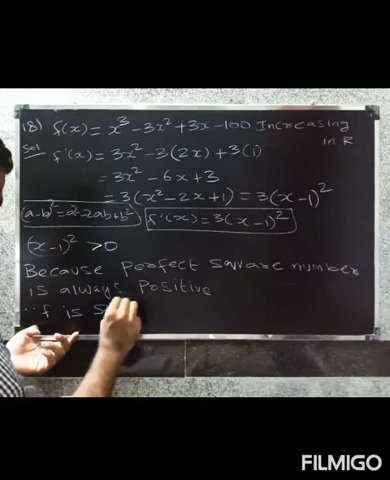 18) f(x) = x³ - 3x² + 3x - 100 Increasing
in R
Sol
f'(x) = 3x² - 3(2x) + 3(1)
= 3x² - 6x + 3
= 3(x² - 2x + 1) = 3(x - 1)²
(a-b)² = a² - 2ab + b² f'(x) = 3(x - 1)²
(x - 1)² > 0
Because perfect square number
is always positive
∴ f is S
FILMIGO